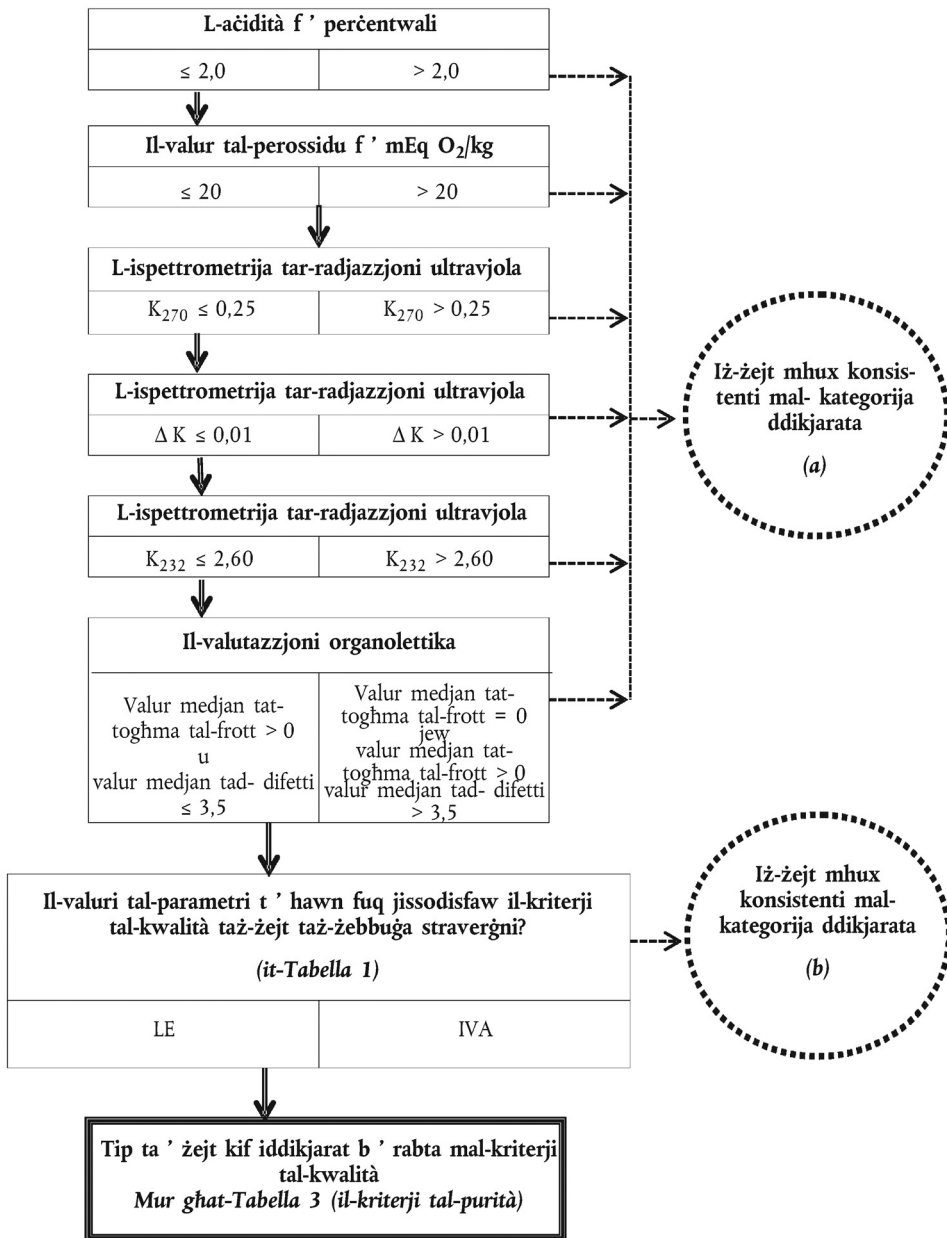 L-aċidità f ' perċentwali
≤ 2,0 > 2,0
Il-valur tal-perossidu f ' mEq O₂/kg
≤ 20 > 20
L-ispettrometrija tar-radjazzjoni ultravjola
K₂₇₀ ≤ 0,25 K₂₇₀ > 0,25
L-ispettrometrija tar-radjazzjoni ultravjola
Δ K ≤ 0,01 Δ K > 0,01
L-ispettrometrija tar-radjazzjoni ultravjola
K₂₃₂ ≤ 2,60 K₂₃₂ > 2,60
Il-valutazzjoni organolettika
Valur medjan tat-
togħma tal-frott > 0
u
valur medjan tad- difetti
≤ 3,5
Valur medjan tat-
togħma tal-frott = 0
jew
valur medjan tat-
togħma tal-frott > 0
valur medjan tad- difetti
> 3,5
Iż-żejt mhux konsis-
tenti mal- kategorija
ddikjarata
(a)
Il-valuri tal-parametri t ' hawn fuq jissodisfaw il-kriterji
tal-kwalità taż-żejt taż-żebbuġa straverġni?
(it-Tabella 1)
LE IVA
Iż-żejt mhux
konsistenti mal-
kategorija ddikjarata
(b)
Tip ta ' żejt kif iddikjarat b ' rabta mal-kriterji
tal-kwalità
Mur għat-Tabella 3 (il-kriterji tal-purità)